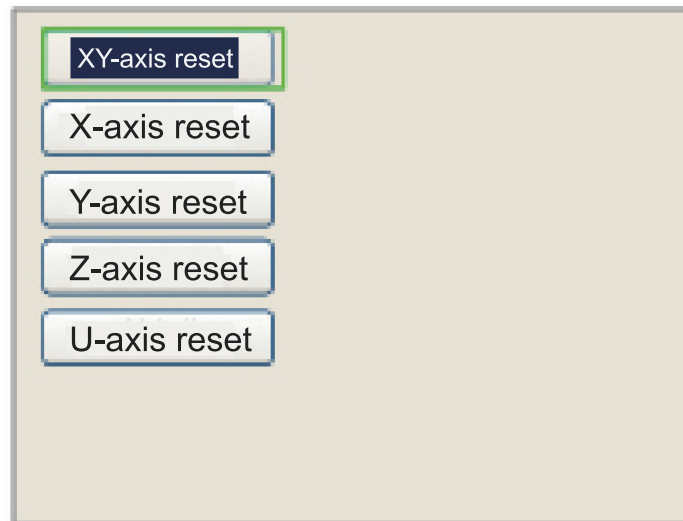 XY-axis reset
X-axis reset
Y-axis reset
Z-axis reset
U-axis reset